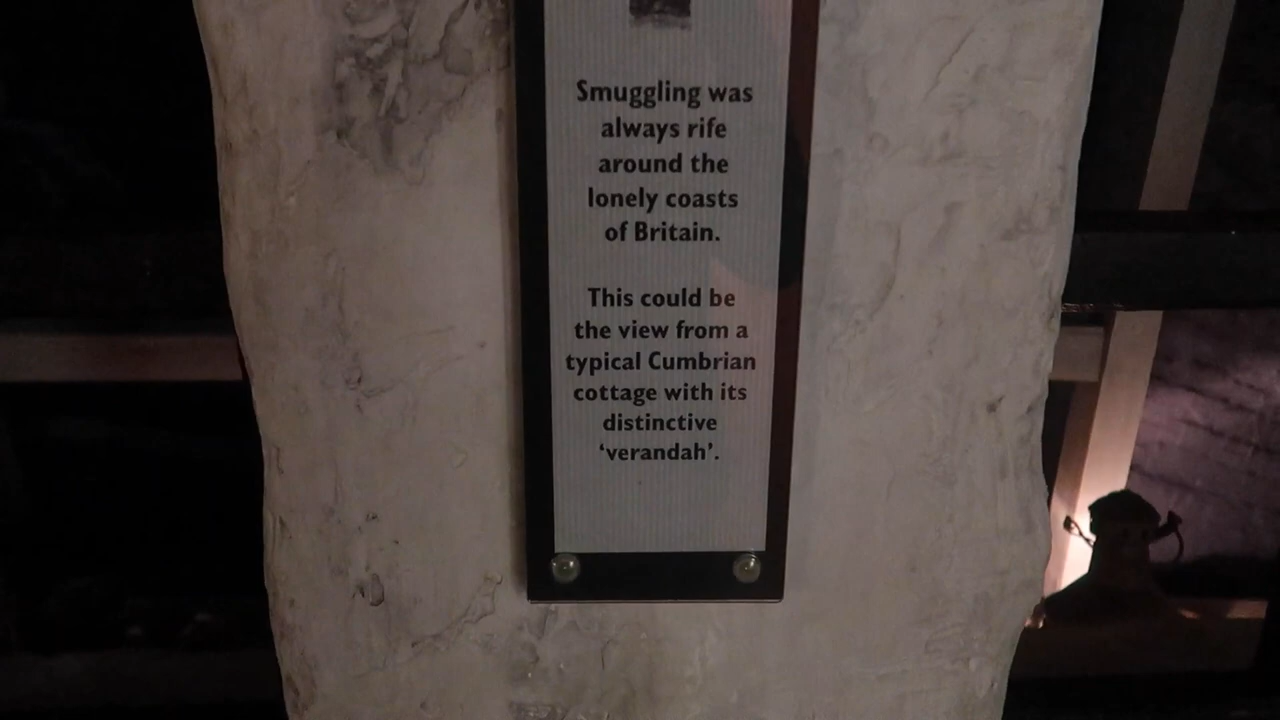 Smuggling was
always rife
around the
lonely coasts
of Britain.
This could be
the view from a
typical Cumbrian
cottage with its
distinctive
‘verandah’.